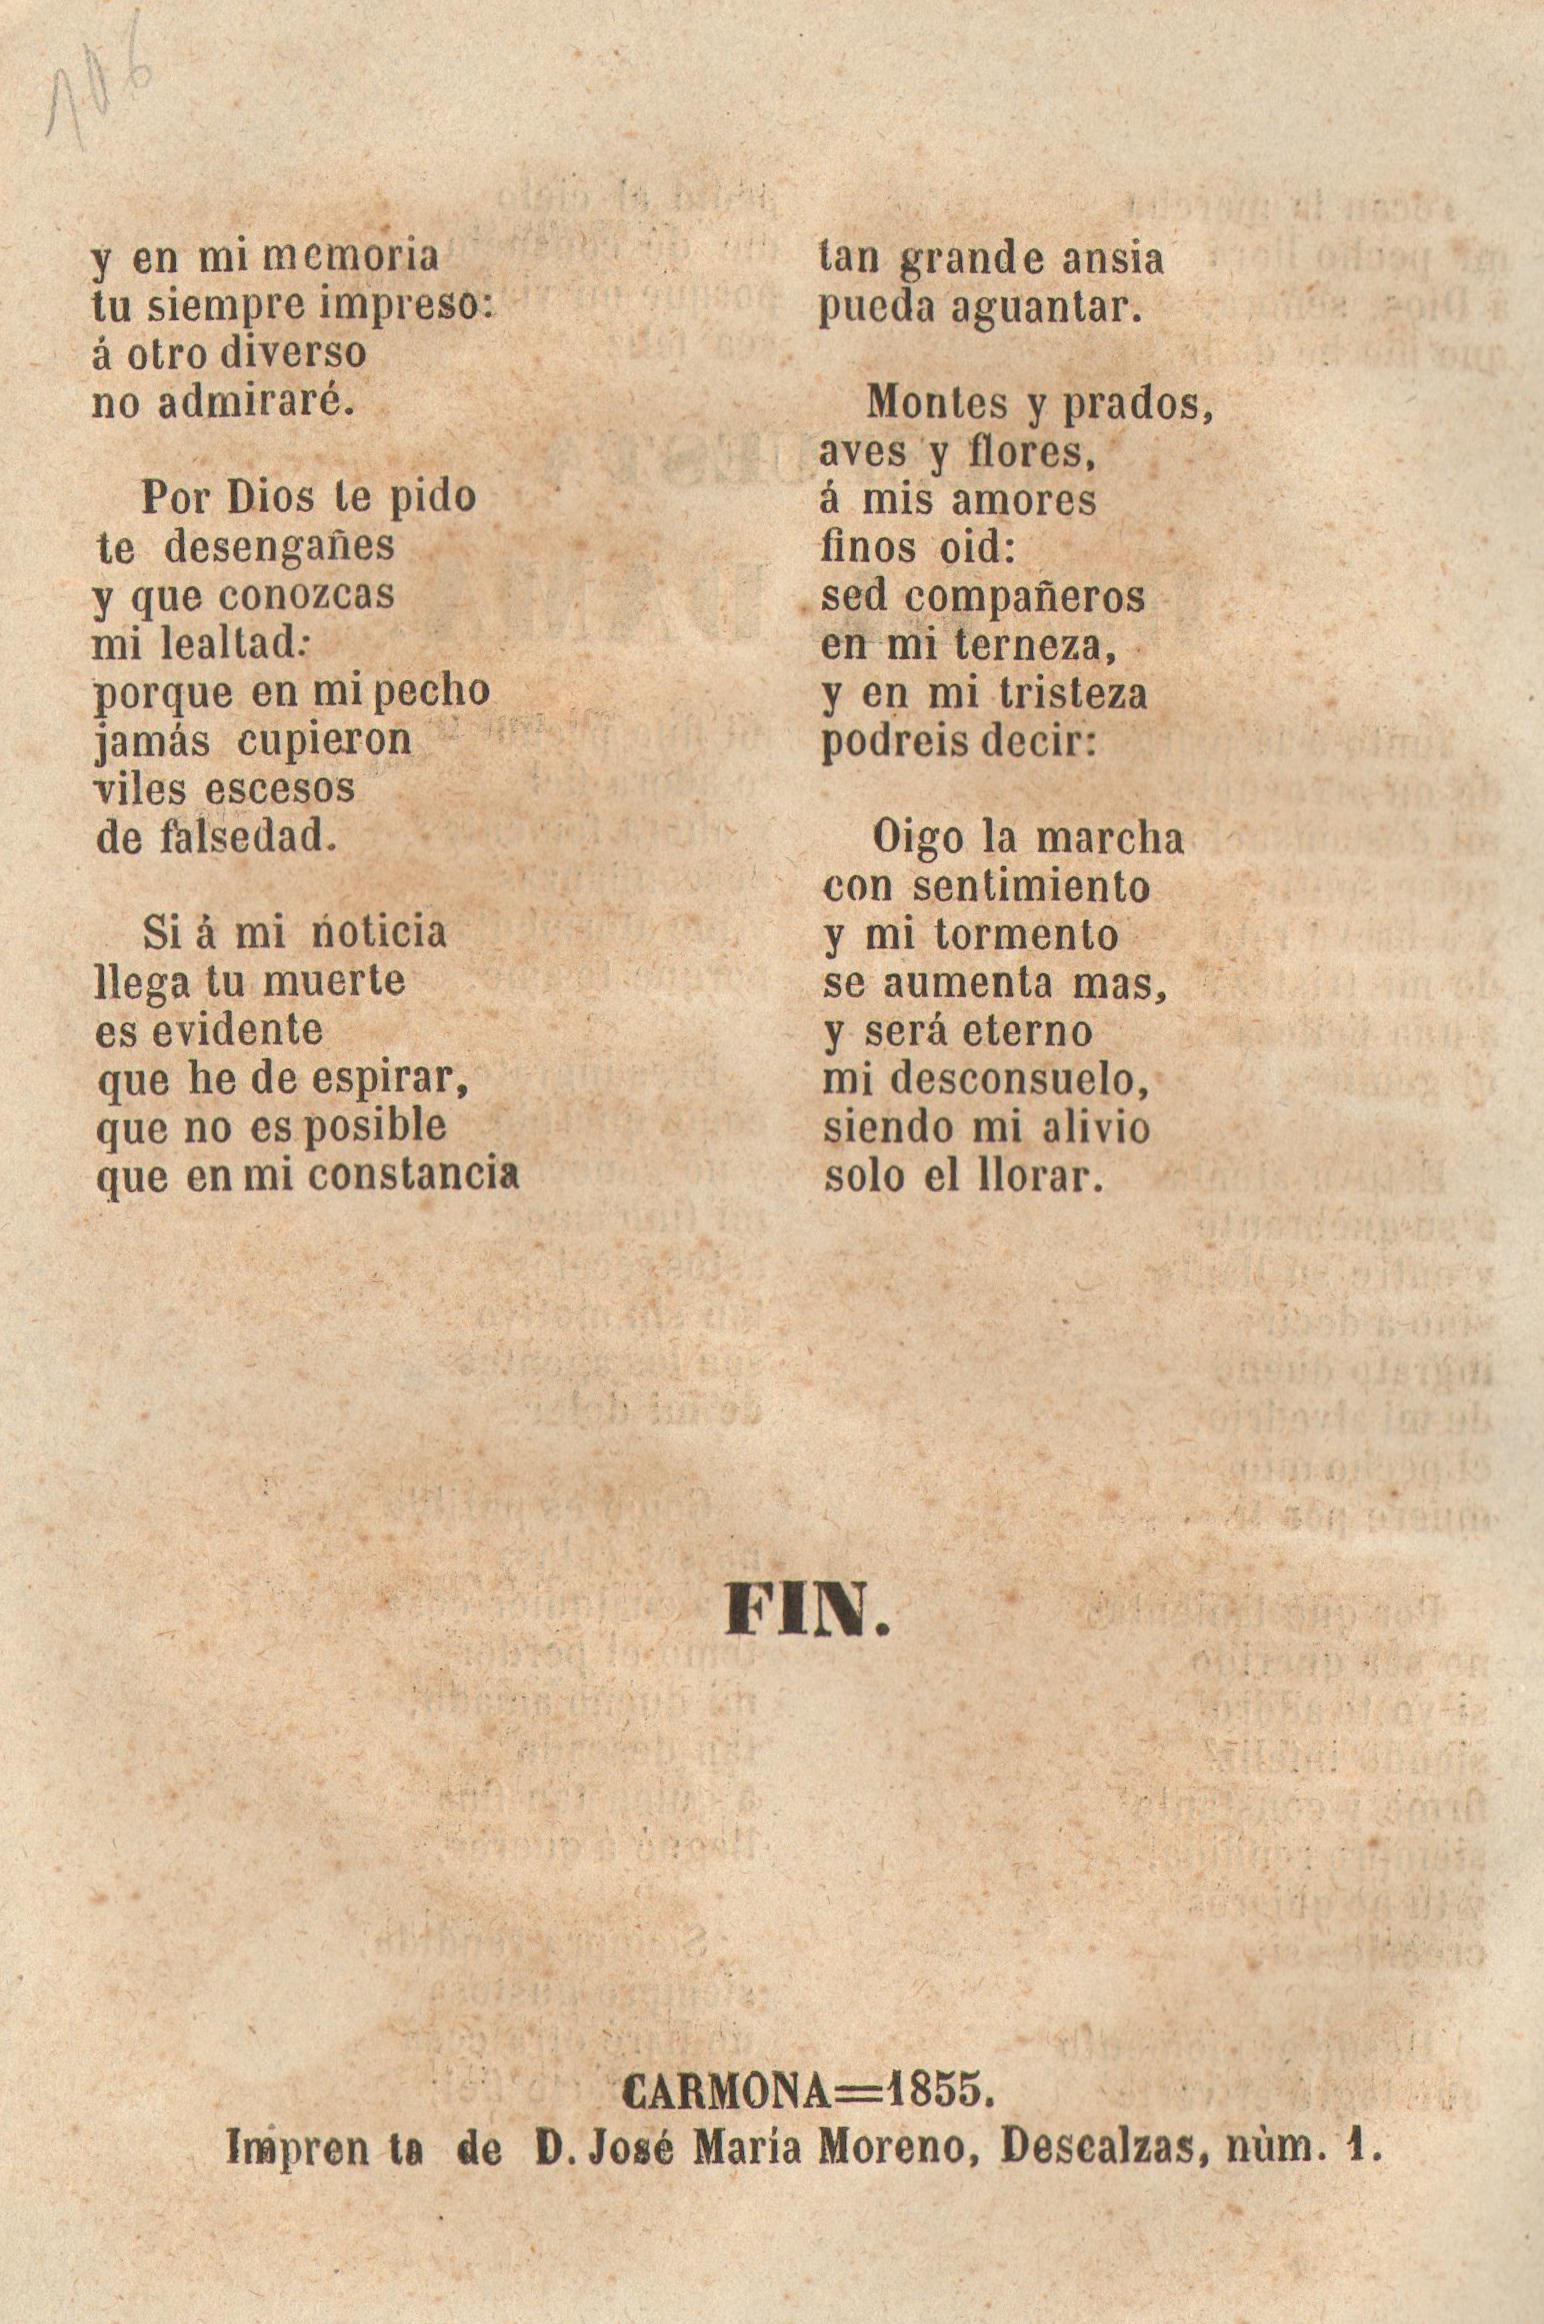 106
y en mi memoria
tu siempre impreso:
á otro diverso
no admiraré.
Por Dios te pido
te desengañes
y que conozcas
mi lealtad:
porque en mi pecho
jamás cupieron
viles escesos
de falsedad.
Si á mi noticia
llega tu muerte
es evidente
que he de espirar,
que no es posible
que en mi constancia
tan grande ansia
pueda aguantar.
Montes y prados,
aves y flores,
á mis amores
finos oid:
sed compañeros
en mi terneza,
y en mi tristeza
podreis decir:
Oigo la marcha
con sentimiento
y mi tormento
se aumenta mas,
y será eterno
mi desconsuelo,
siendo mi alivio
solo el llorar.
FIN.
CARMONA=1855.
Impren ta de D. José María Moreno, Descalzas, nùm. 1.